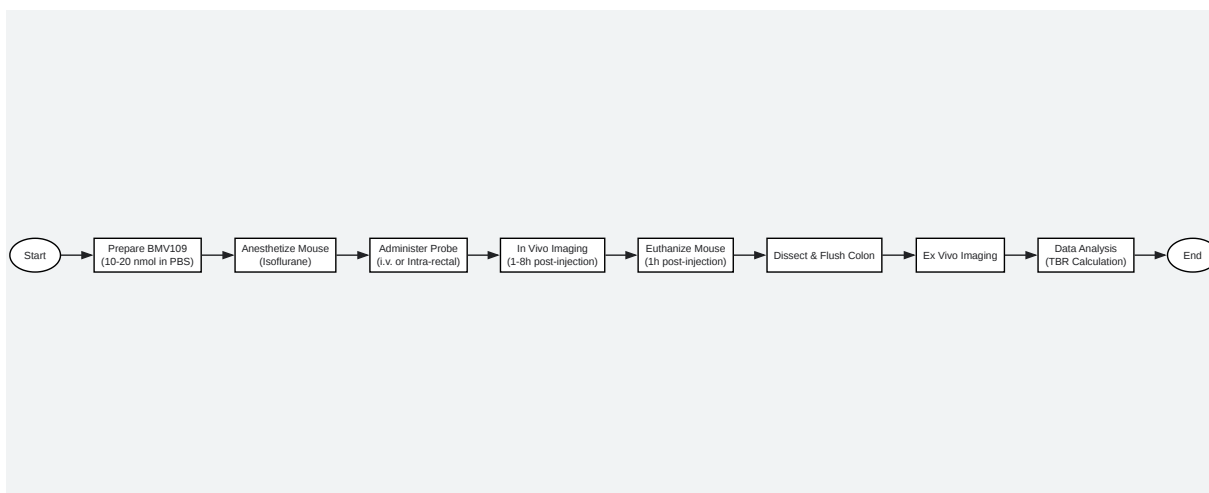 Start
Prepare BMV109
(10-20 nmol in PBS)
Anesthetize Mouse
(Isoflurane)
Administer Probe
(i.v. or Intra-rectal)
In Vivo Imaging
(1-8h post-injection)
Euthanize Mouse
(1h post-injection)
Dissect & Flush Colon
Ex Vivo Imaging
Data Analysis
(TBR Calculation)
End